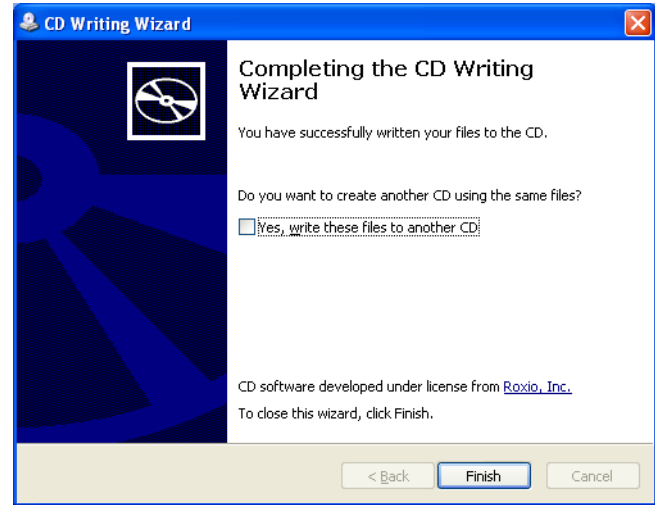 CD Writing Wizard
Completing the CD Writing
Wizard
You have successfully written your files to the CD.
Do you want to create another CD using the same files?
Yes, write these files to another CD
CD software developed under license from Roxio, Inc.
To close this wizard, click Finish.
< Back Finish Cancel